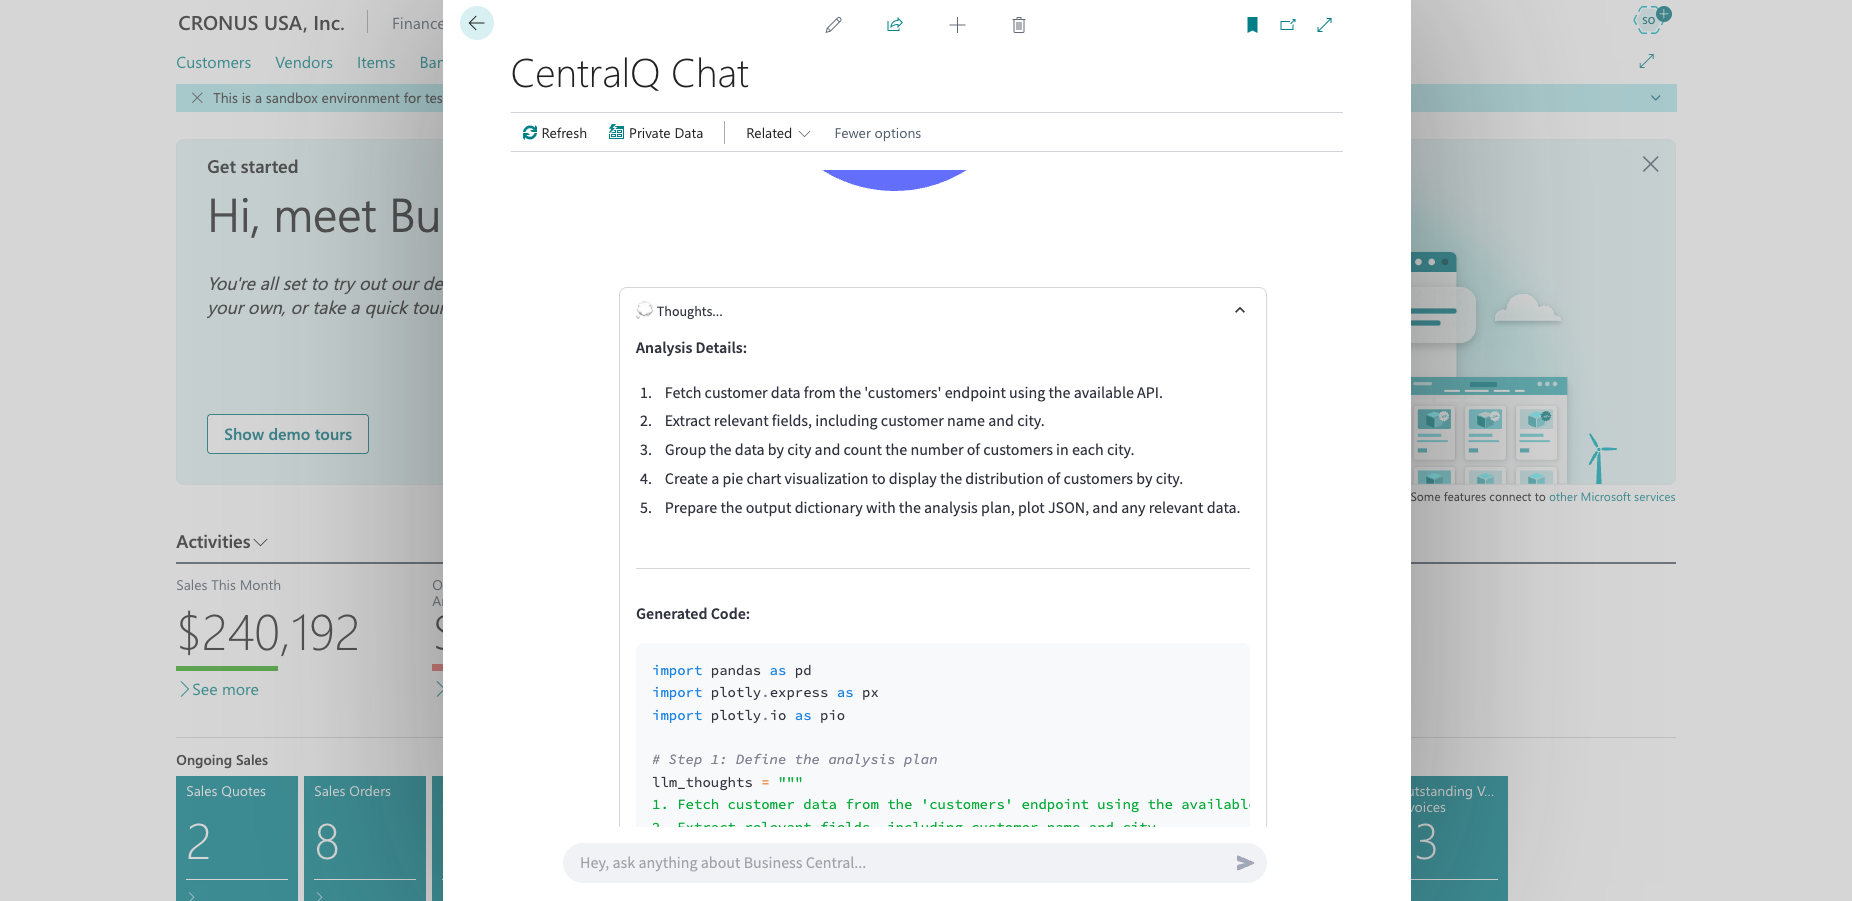 CRONUS USA, Inc.
Finance
Customers
Vendors
Items
This is a sandbox environment for
Get started
Hi, meet
You're all set to try out our
your own, or take a quick
Show demo tours
Activities
Sales This Month
$240,192
See more
Ongoing Sales
Sales Quotes
2
Sales Orders
8
CentralQ Chat
Refresh
Private Data
Related
Fewer options
Thoughts...
Analysis Details:
1. Fetch customer data from the 'customers' endpoint using the available API.
2. Extract relevant fields, including customer name and city.
3. Group the data by city and count the number of customers in each city.
4. Create a pie chart visualization to display the distribution of customers by city.
5. Prepare the output dictionary with the analysis plan, plot JSON, and any relevant data.
Generated Code:
import pandas as pd
import plotly.express as px
import plotly.io as pio
# Step 1: Define the analysis plan
llm_thoughts = """
1. Fetch customer data from the 'customers' endpoint using the availabl
2. Extract relevant fields, including customer name and city.
Hey, ask anything about Business Central...
SO
Some features connect to other Microsoft services
utstanding V...
voices
3